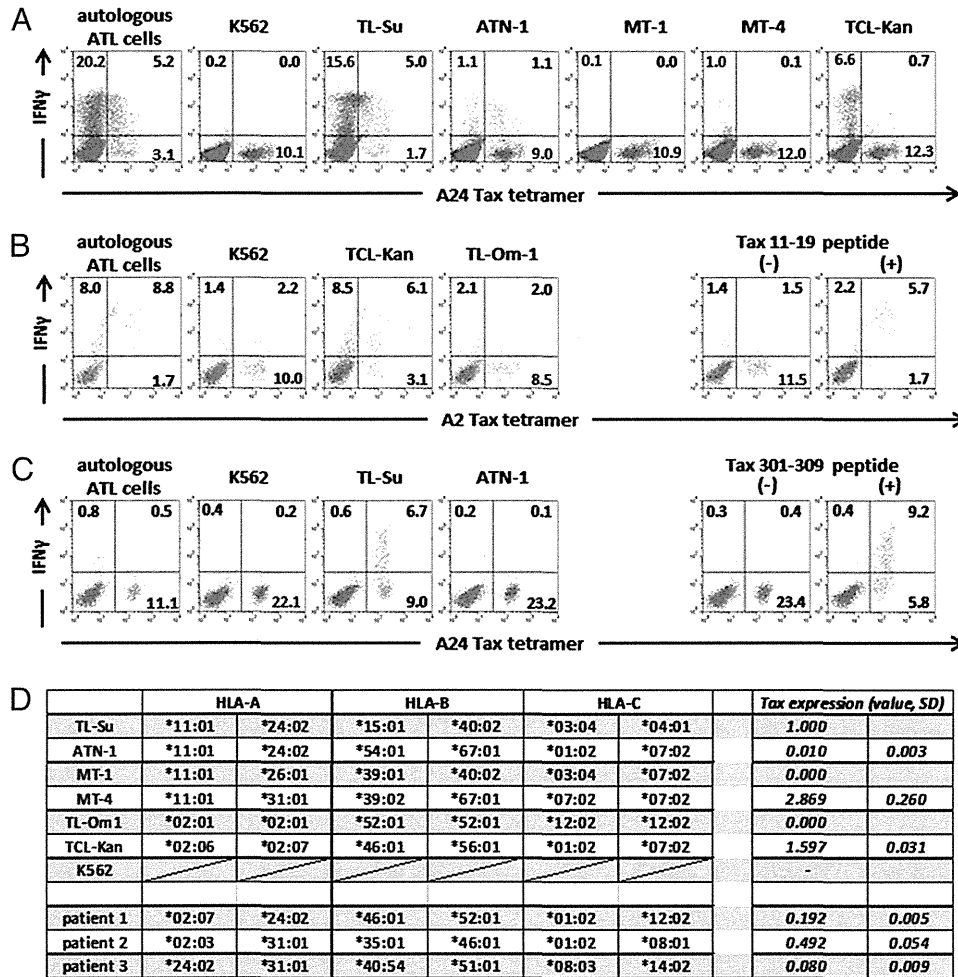 A
autologous ATL cells K562 TL-Su ATN-1 MT-1 MT-4 TCL-Kan
IFNγ
20.2 5.2 0.2 0.0 15.6 5.0 1.1 1.1 0.1 0.0 1.0 0.1 6.6 0.7
3.1 10.1 1.7 9.0 10.9 12.0 12.3
A24 Tax tetramer
B
autologous ATL cells K562 TCL-Kan TL-Om-1 Tax 11-19 peptide
(-) (+)
IFNγ
8.0 8.8 1.4 2.2 8.5 6.1 2.1 2.0 1.4 1.5 2.2 5.7
1.7 10.0 3.1 8.5 11.5 1.7
A2 Tax tetramer
C
autologous ATL cells K562 TL-Su ATN-1 Tax 301-309 peptide
(-) (+)
IFNγ
0.8 0.5 0.4 0.2 0.6 6.7 0.2 0.1 0.3 0.4 0.4 9.2
11.1 22.1 9.0 23.2 23.4 5.8
A24 Tax tetramer
D
HLA-A HLA-B HLA-C Tax expression (value, SD)
TL-Su *11:01 *24:02 *15:01 *40:02 *03:04 *04:01 1.000
ATN-1 *11:01 *24:02 *54:01 *67:01 *01:02 *07:02 0.010 0.003
MT-1 *11:01 *26:01 *39:01 *40:02 *03:04 *07:02 0.000
MT-4 *11:01 *31:01 *39:02 *67:01 *07:02 *07:02 2.869 0.260
TL-Om1 *02:01 *02:01 *52:01 *52:01 *12:02 *12:02 0.000
TCL-Kan *02:06 *02:07 *46:01 *56:01 *01:02 *07:02 1.597 0.031
K562 -
patient 1 *02:07 *24:02 *46:01 *52:01 *01:02 *12:02 0.192 0.005
patient 2 *02:03 *31:01 *35:01 *46:01 *01:02 *08:01 0.492 0.054
patient 3 *24:02 *31:01 *40:54 *51:01 *08:03 *14:02 0.080 0.009